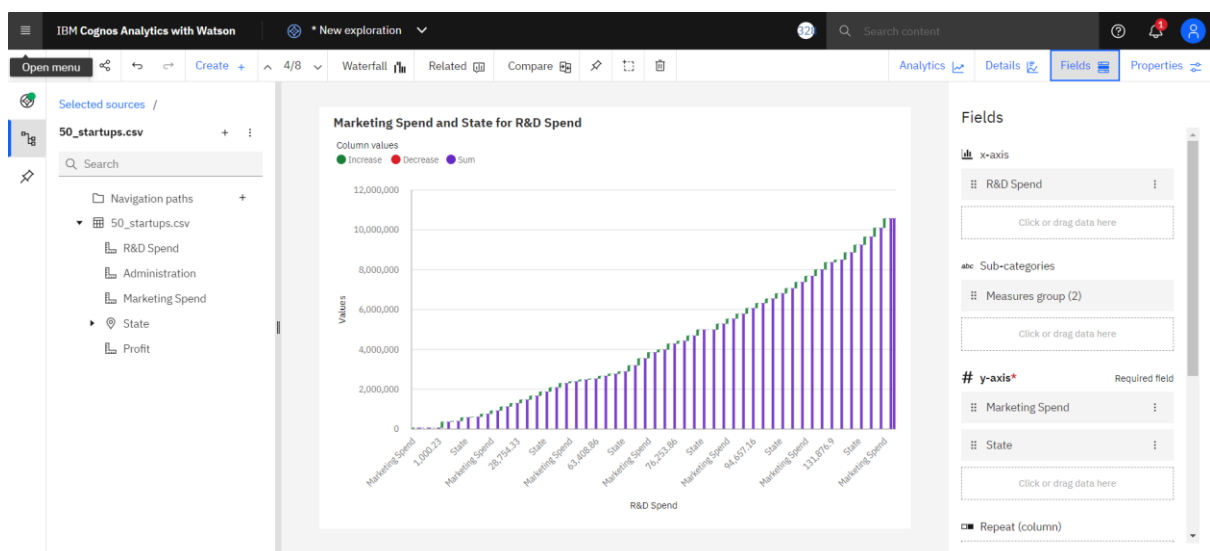 IBM Cognos Analytics with Watson
* New exploration
Search content
Open menu
Create +
4/8
Waterfall
Related
Compare
Analytics
Details
Fields
Properties
Selected sources /
50_startups.csv
Search
Navigation paths
50_startups.csv
R&D Spend
Administration
Marketing Spend
State
Profit
Marketing Spend and State for R&D Spend
Column values
Increase Decrease Sum
12,000,000
10,000,000
8,000,000
6,000,000
4,000,000
2,000,000
0
Values
Marketing Spend
1,000.23
State
Marketing Spend
28,754.33
State
Marketing Spend
63,408.86
State
Marketing Spend
76,253.86
State
Marketing Spend
94,657.16
State
Marketing Spend
131,876.9
State
Marketing Spend
R&D Spend
Fields
x-axis
R&D Spend
Click or drag data here
abc Sub-categories
Measures group (2)
Click or drag data here
# y-axis* Required field
Marketing Spend
State
Click or drag data here
Repeat (column)